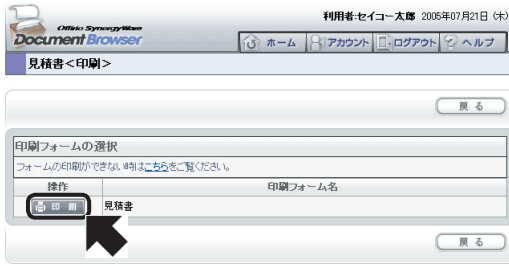 Offirio SynergyWare
Document Browser
利用者:セイコー太郎 2005年07月21日 (木)
ホーム アカウント ログアウト ヘルプ
見積書<印刷>
戻 る
印刷フォームの選択
フォームの印刷ができない時はこちらをご覧ください。
操作 印刷フォーム名
印 刷 見積書
戻 る